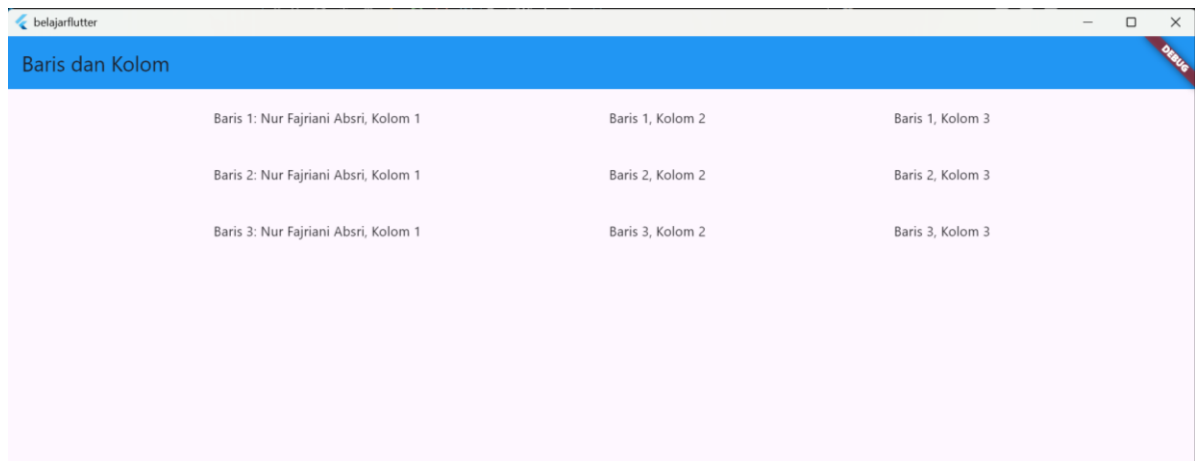 belajarflutter
Baris dan Kolom
DEBUG
Baris 1: Nur Fajriani Absri, Kolom 1 Baris 1, Kolom 2 Baris 1, Kolom 3
Baris 2: Nur Fajriani Absri, Kolom 1 Baris 2, Kolom 2 Baris 2, Kolom 3
Baris 3: Nur Fajriani Absri, Kolom 1 Baris 3, Kolom 2 Baris 3, Kolom 3